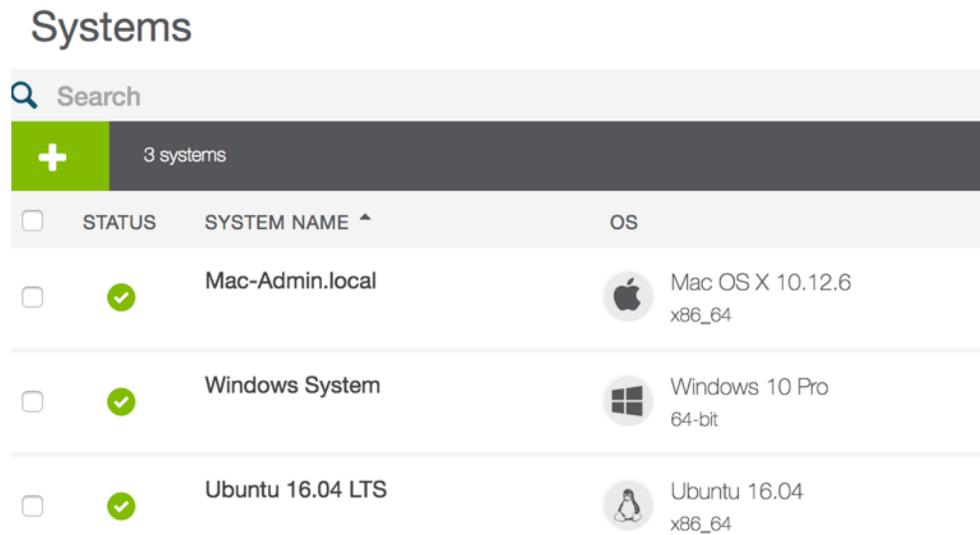 Systems
Search
3 systems
STATUS SYSTEM NAME OS
Mac-Admin.local
Mac OS X 10.12.6
x86_64
Windows System
Windows 10 Pro
64-bit
Ubuntu 16.04 LTS
Ubuntu 16.04
x86_64